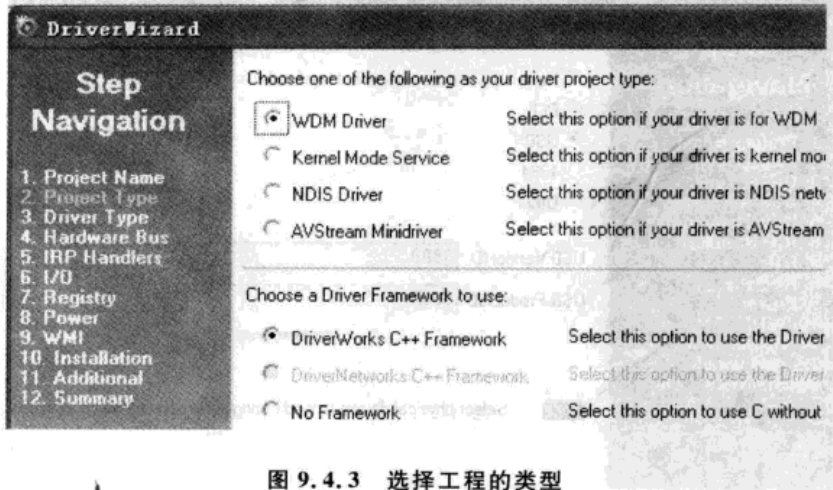 DriverWizard
Step
Navigation
1. Project Name
2. Project Type
3. Driver Type
4. Hardware Bus
5. IRP Handlers
6. I/O
7. Registry
8. Power
9. WMI
10. Installation
11. Additional
12. Summary
Choose one of the following as your driver project type:
WDM Driver Select this option if your driver is for WDM
Kernel Mode Service Select this option if your driver is kernel mo
NDIS Driver Select this option if your driver is NDIS netw
AVStream Minidriver Select this option if your driver is AVStream
Choose a Driver Framework to use:
DriverWorks C++ Framework Select this option to use the Driver
DriverNetworks C++ Framework Select this option to use the Driver
No Framework Select this option to use C without
图 9.4.3 选择工程的类型